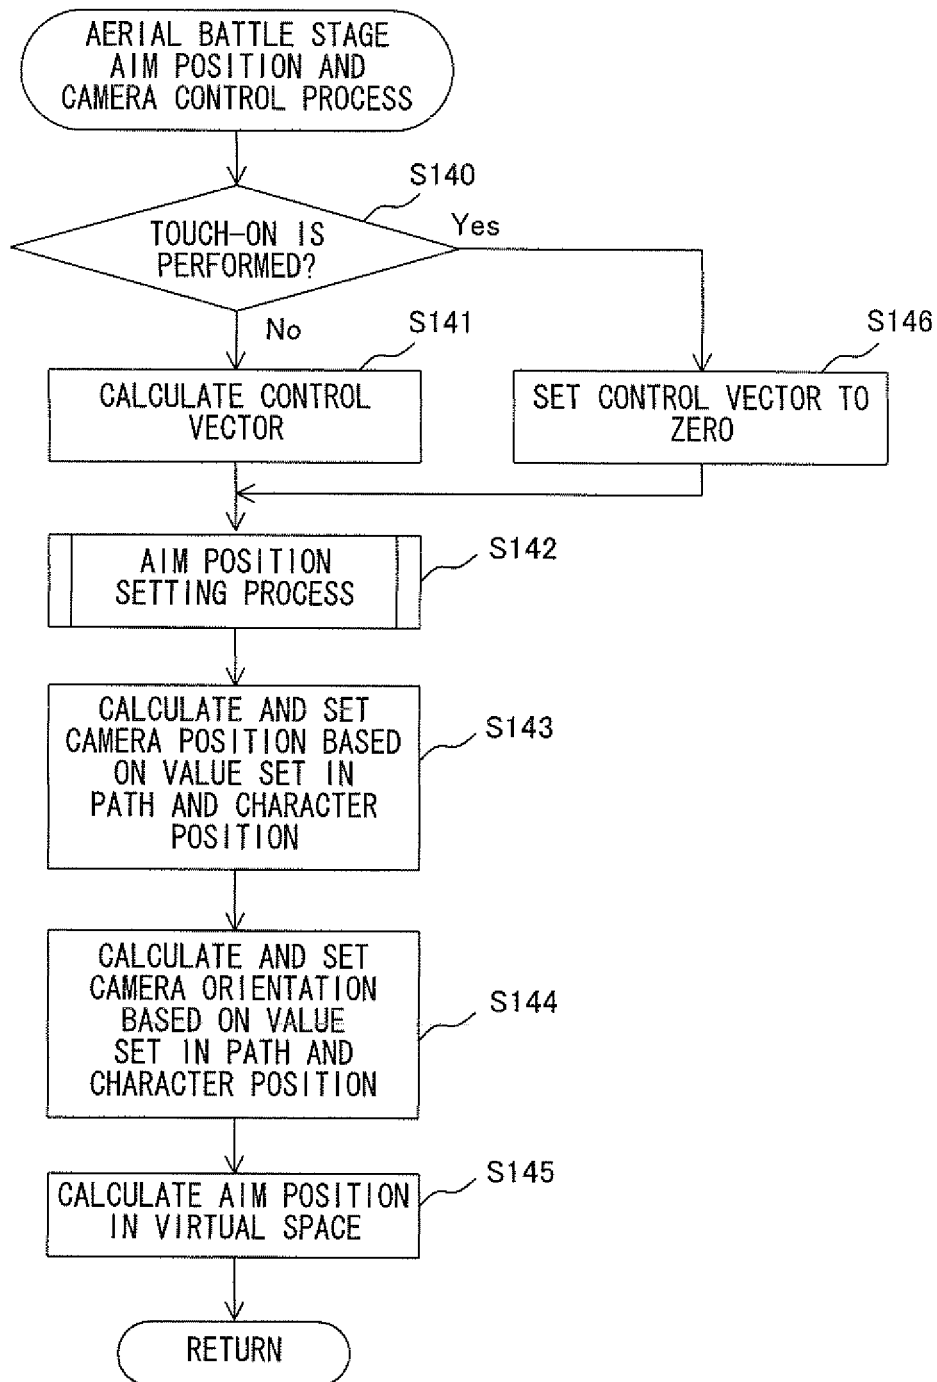 AERIAL BATTLE STAGE
AIM POSITION AND
CAMERA CONTROL PROCESS
S140
TOUCH-ON IS
PERFORMED?
Yes
No
S141
CALCULATE CONTROL
VECTOR
S146
SET CONTROL VECTOR TO
ZERO
S142
AIM POSITION
SETTING PROCESS
S143
CALCULATE AND SET
CAMERA POSITION BASED
ON VALUE SET IN
PATH AND CHARACTER
POSITION
S144
CALCULATE AND SET
CAMERA ORIENTATION
BASED ON VALUE
SET IN PATH AND
CHARACTER POSITION
S145
CALCULATE AIM POSITION
IN VIRTUAL SPACE
RETURN